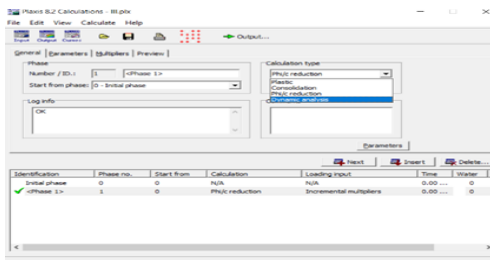 Plaxis 8.2 Calculations - III.plx
File Edit View Calculate Help
Input Output Curves Output...
General Parameters Multipliers Preview
Phase
Number / ID.: 1 <Phase 1>
Start from phase: 0 - Initial phase
Calculation type
Phi/c reduction
Plastic
Consolidation
Phi/c reduction
Dynamic analysis
Log info
OK
Parameters
Next Insert Delete...
Identification Phase no. Start from Calculation Loading input Time Water
Initial phase 0 0 N/A N/A 0.00 ... 0
<Phase 1> 1 0 Phi/c reduction Incremental multipliers 0.00 ... 0